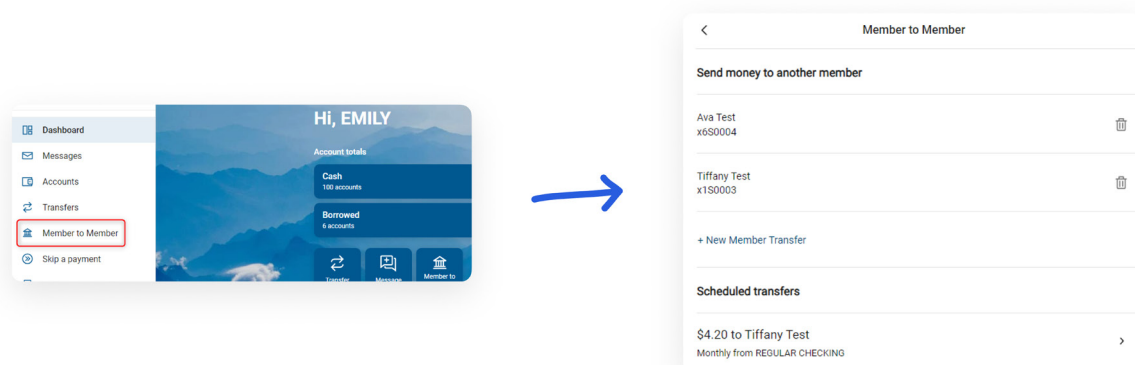 Dashboard
Messages
Accounts
Transfers
Member to Member
Skip a payment
Hi, EMILY
Account totals
Cash
100 accounts
Borrowed
6 accounts
Transfer
Message
Member to
Member to Member
Send money to another member
Ava Test
x6S0004
Tiffany Test
x1S0003
+ New Member Transfer
Scheduled transfers
$4.20 to Tiffany Test
Monthly from REGULAR CHECKING